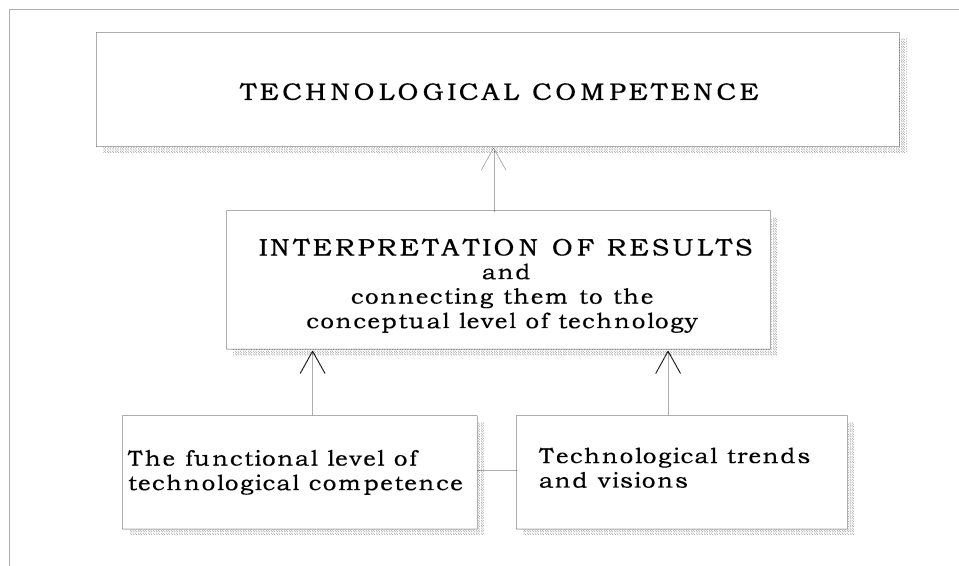 TECHNOLOGICAL COMPETENCE
INTERPRETATION OF RESULTS
and
connecting them to the
conceptual level of technology
The functional level of
technological competence
Technological trends
and visions